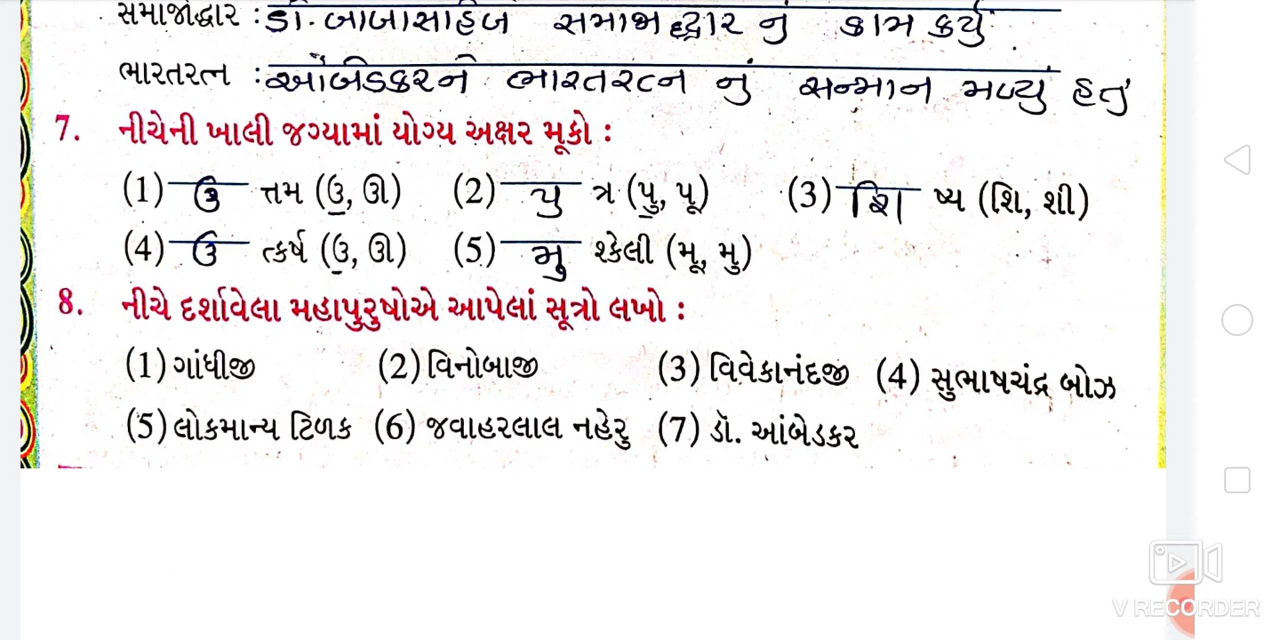 સમાજોદ્ધાર : ડૉ. બાબાસાહેબ સમાજોદ્ધાર નું કામ કર્યું.
ભારતરત્ન : આંબેડકરને ભારતરત્ન નું સન્માન મળ્યું હતું
7. નીચેની ખાલી જગ્યામાં યોગ્ય અક્ષર મૂકો :
(1) ઉ ત્તમ (ઉ, ઊ) (2) પુ ત્ર (પુ, પૂ) (3) શિ ષ્ય (શિ, શી)
(4) ઉ ત્કર્ષ (ઉ, ઊ) (5) મુ શ્કેલી (મૂ, મુ)
8. નીચે દર્શાવેલા મહાપુરુષોએ આપેલાં સૂત્રો લખો :
(1) ગાંધીજી (2) વિનોબાજી (3) વિવેકાનંદજી (4) સુભાષચંદ્ર બોઝ
(5) લોકમાન્ય ટિળક (6) જવાહરલાલ નહેરુ (7) ડૉ. આંબેડકર
V RECORDER